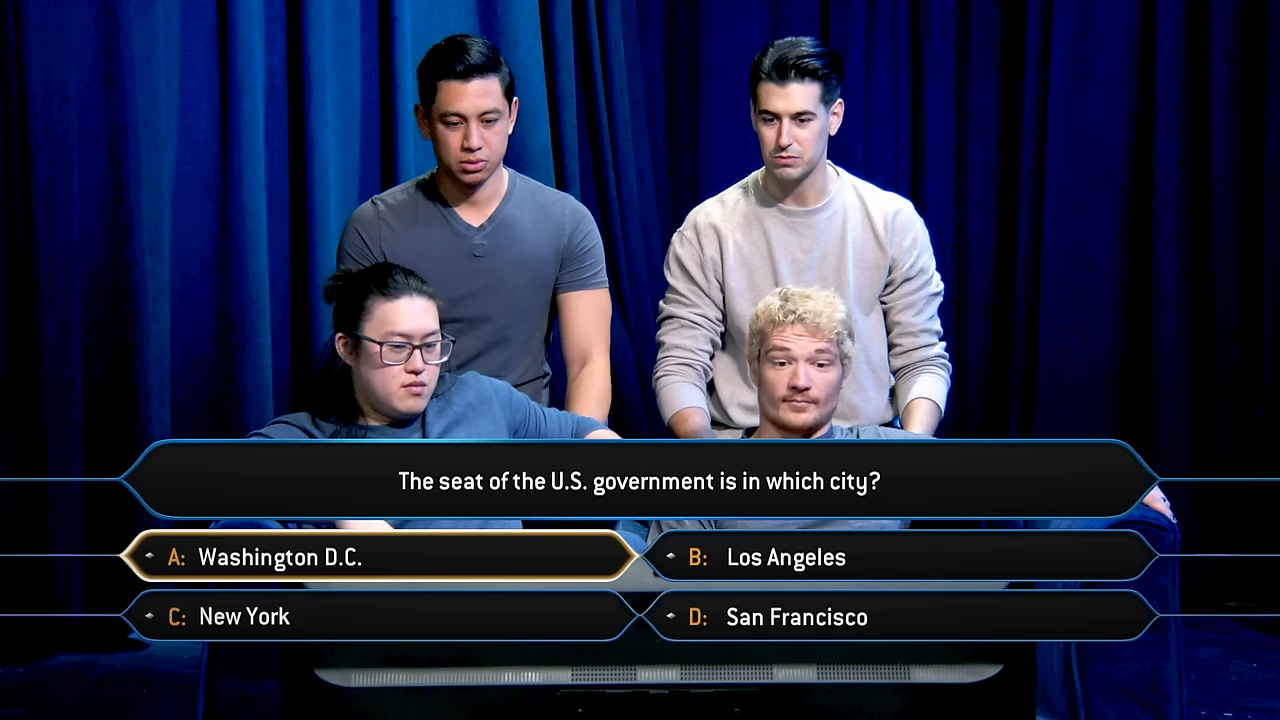 The seat of the U.S. government is in which city?
A: Washington D.C.
B: Los Angeles
C: New York
D: San Francisco